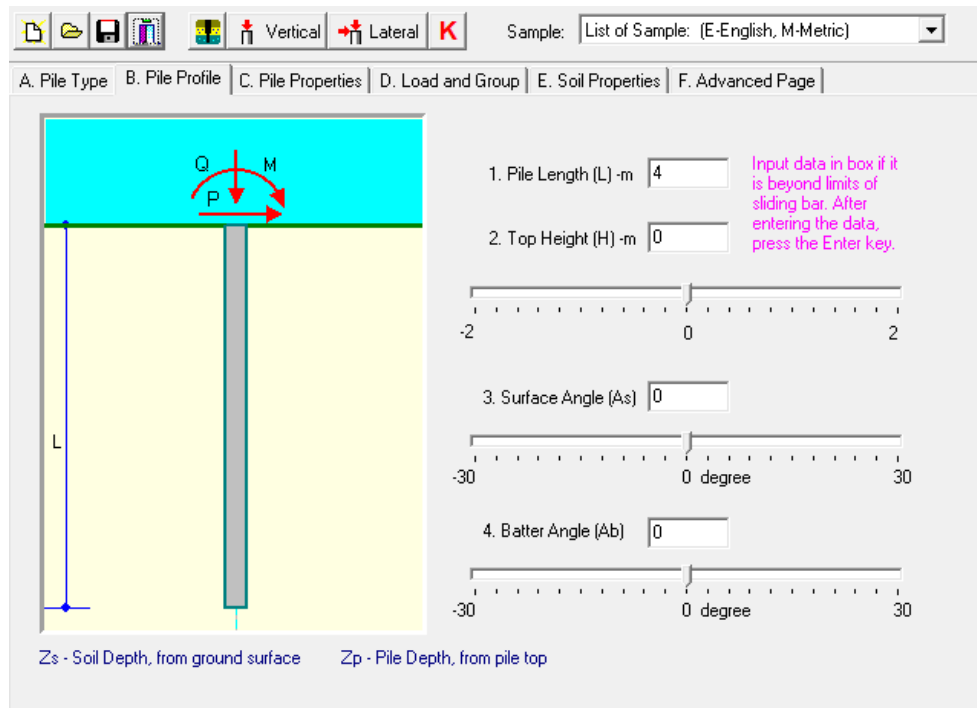 Vertical Lateral K Sample: List of Sample: (E-English, M-Metric)
A. Pile Type B. Pile Profile C. Pile Properties D. Load and Group E. Soil Properties F. Advanced Page
Q M
P
L
1. Pile Length (L) -m 4
2. Top Height (H) -m 0
Input data in box if it
is beyond limits of
sliding bar. After
entering the data,
press the Enter key.
-2 0 2
3. Surface Angle (As) 0
-30 0 degree 30
4. Batter Angle (Ab) 0
-30 0 degree 30
Zs - Soil Depth, from ground surface Zp - Pile Depth, from pile top